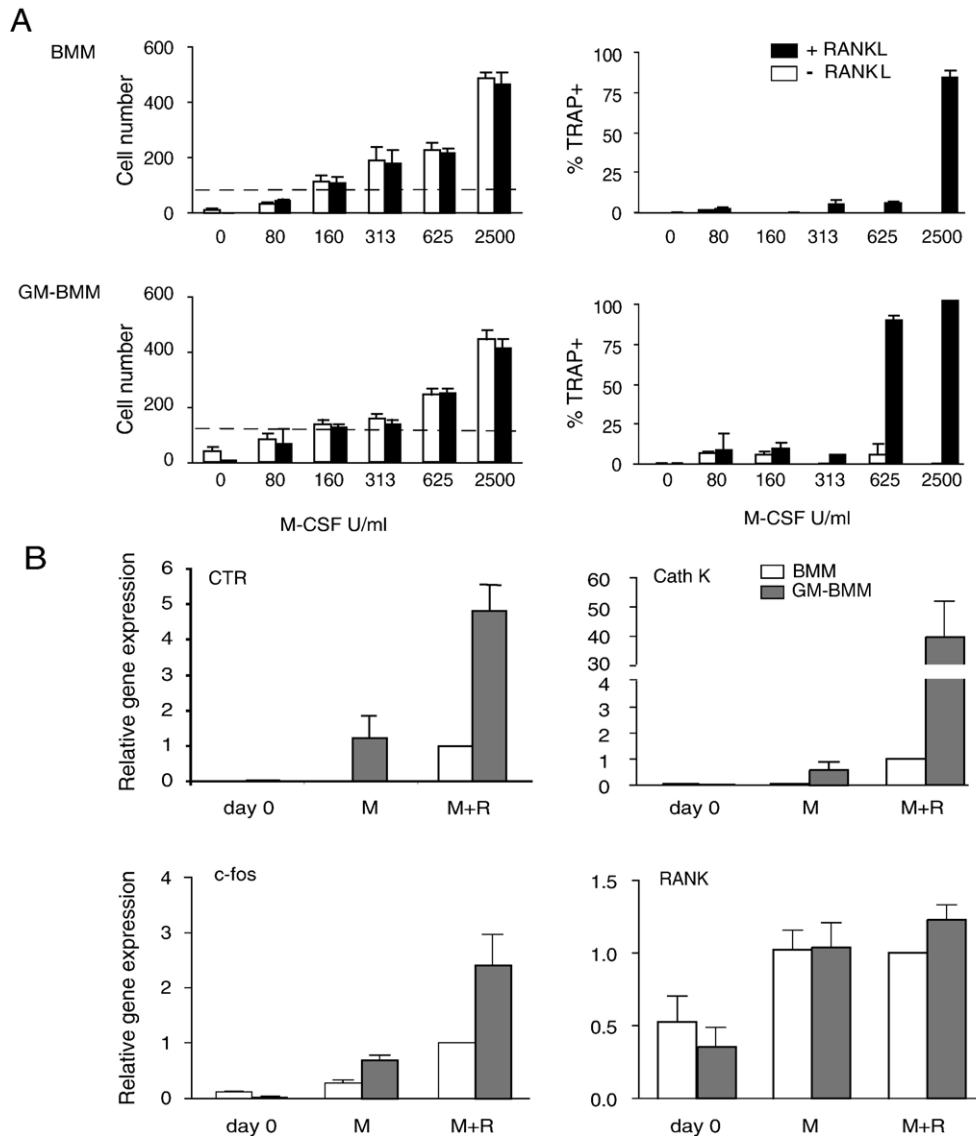 A
BMM
Cell number
600
400
200
0
0 80 160 313 625 2500
% TRAP+
100
75
50
25
0
+ RANKL
- RANKL
0 80 160 313 625 2500
GM-BMM
Cell number
600
400
200
0
0 80 160 313 625 2500
M-CSF U/ml
% TRAP+
100
75
50
25
0
0 80 160 313 625 2500
M-CSF U/ml
B
CTR
Relative gene expression
6
5
4
3
2
1
0
day 0 M M+R
Cath K
60
50
40
30
4
4
2
1
0
BMM
GM-BMM
day 0 M M+R
c-fos
Relative gene expression
4
3
2
1
0
day 0 M M+R
RANK
1.5
1.0
0.5
0.0
day 0 M M+R